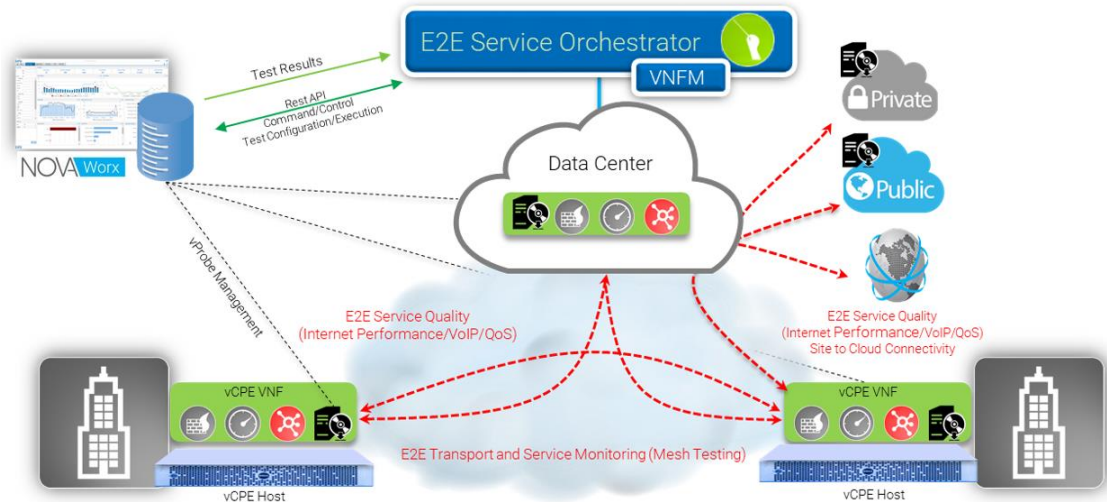 E2E Service Orchestrator
VNFM
Test Results
Rest API
Command/Control
Test Configuration/Execution
NOVA Worx
Data Center
Private
Public
vProbe Management
E2E Service Quality
(Internet Performance/VoIP/QoS)
E2E Service Quality
(Internet Performance/VoIP/QoS)
Site to Cloud Connectivity
vCPE VNF
vCPE VNF
E2E Transport and Service Monitoring (Mesh Testing)
vCPE Host
vCPE Host